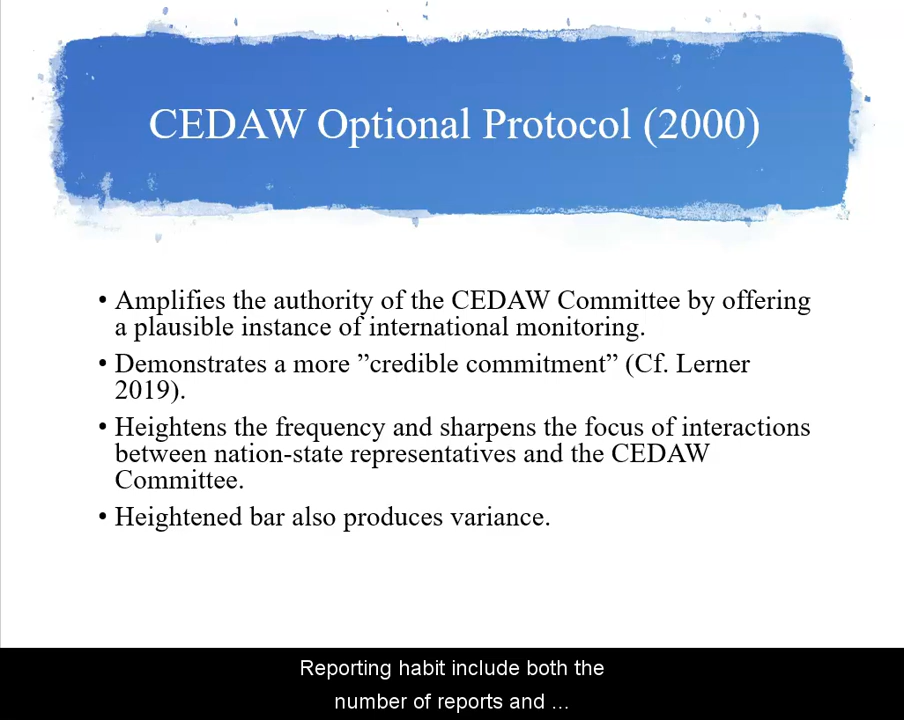 CEDAW Optional Protocol (2000)
• Amplifies the authority of the CEDAW Committee by offering
a plausible instance of international monitoring.
• Demonstrates a more ”credible commitment” (Cf. Lerner
2019).
• Heightens the frequency and sharpens the focus of interactions
between nation-state representatives and the CEDAW
Committee.
• Heightened bar also produces variance.
Reporting habit include both the
number of reports and ...